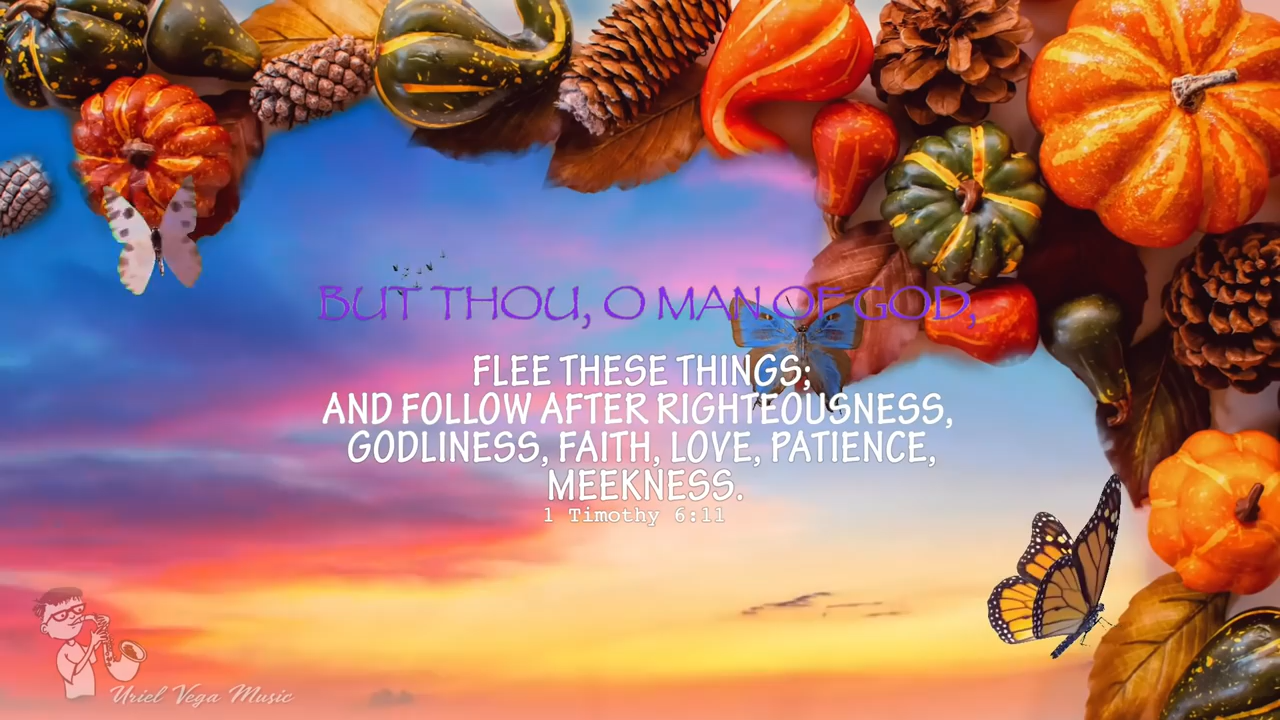 BUT THOU, O MAN OF GOD,
FLEE THESE THINGS;
AND FOLLOW AFTER RIGHTEOUSNESS,
GODLINESS, FAITH, LOVE, PATIENCE,
MEEKNESS.
1 Timothy 6:11
Uriel Vega Music